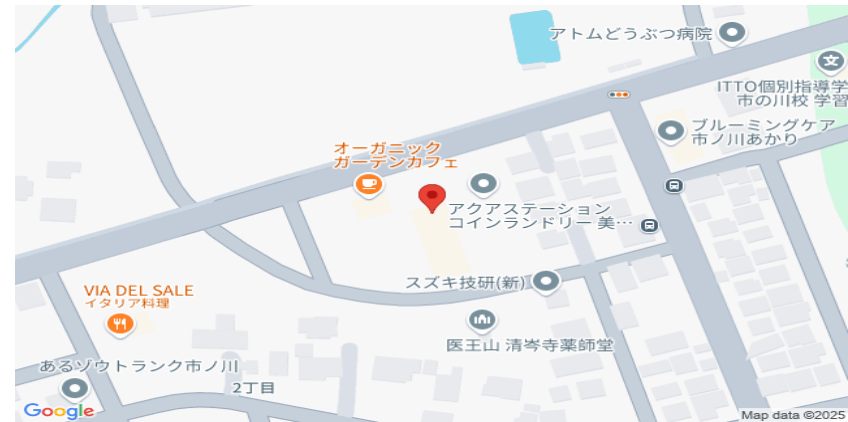 アトムどうぶつ病院
ITTO個別指導学
市の川校 学習
ブルーミングケア
市ノ川あかり
オーガニック
ガーデンカフェ
アクアステーション
コインランドリー 美…
スズキ技研(新)
VIA DEL SALE
イタリア料理
医王山 清岑寺薬師堂
あるゾウトランク市ノ川
2丁目
Google
Map data ©2025